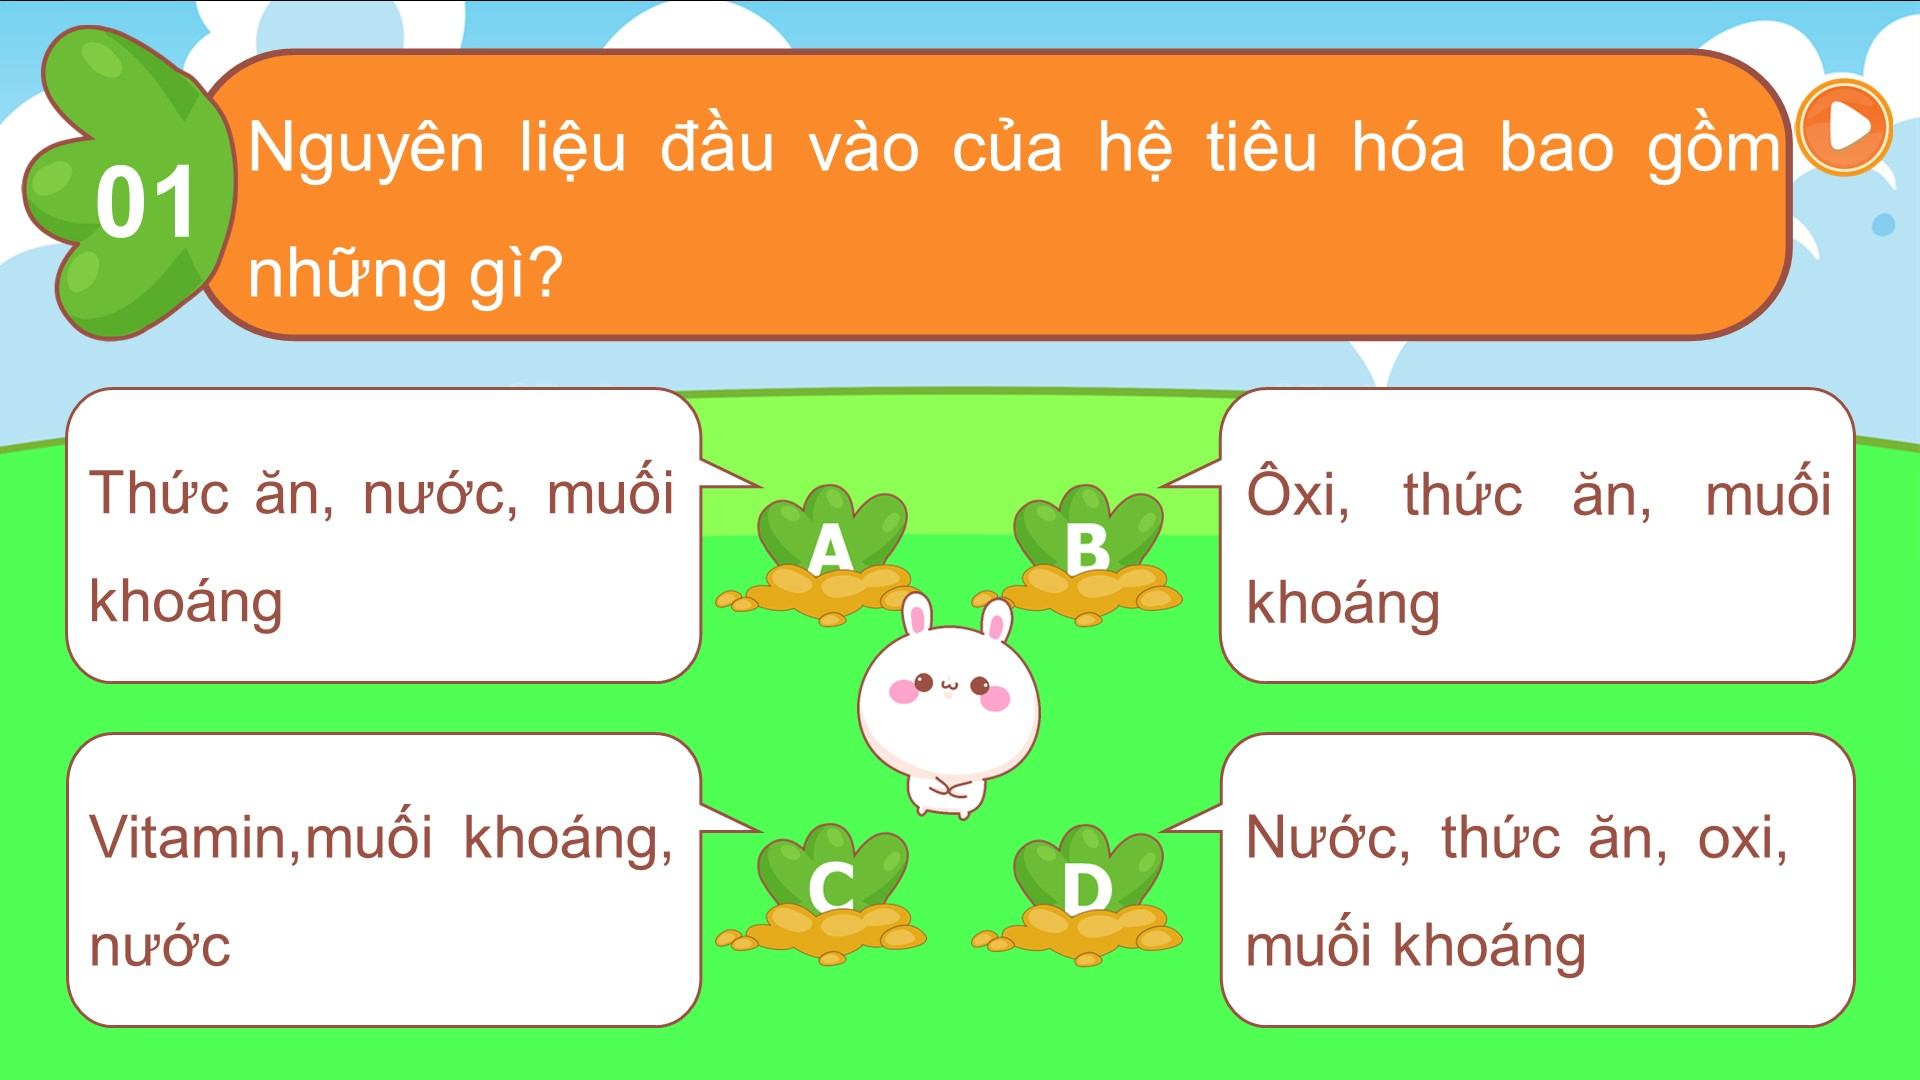 01
Nguyên liệu đầu vào của hệ tiêu hóa bao gồm
những gì?
Thức ăn, nước, muối
khoáng
A
B
Ôxi, thức ăn, muối
khoáng
Vitamin,muối khoáng,
nước
C
D
Nước, thức ăn, oxi,
muối khoáng